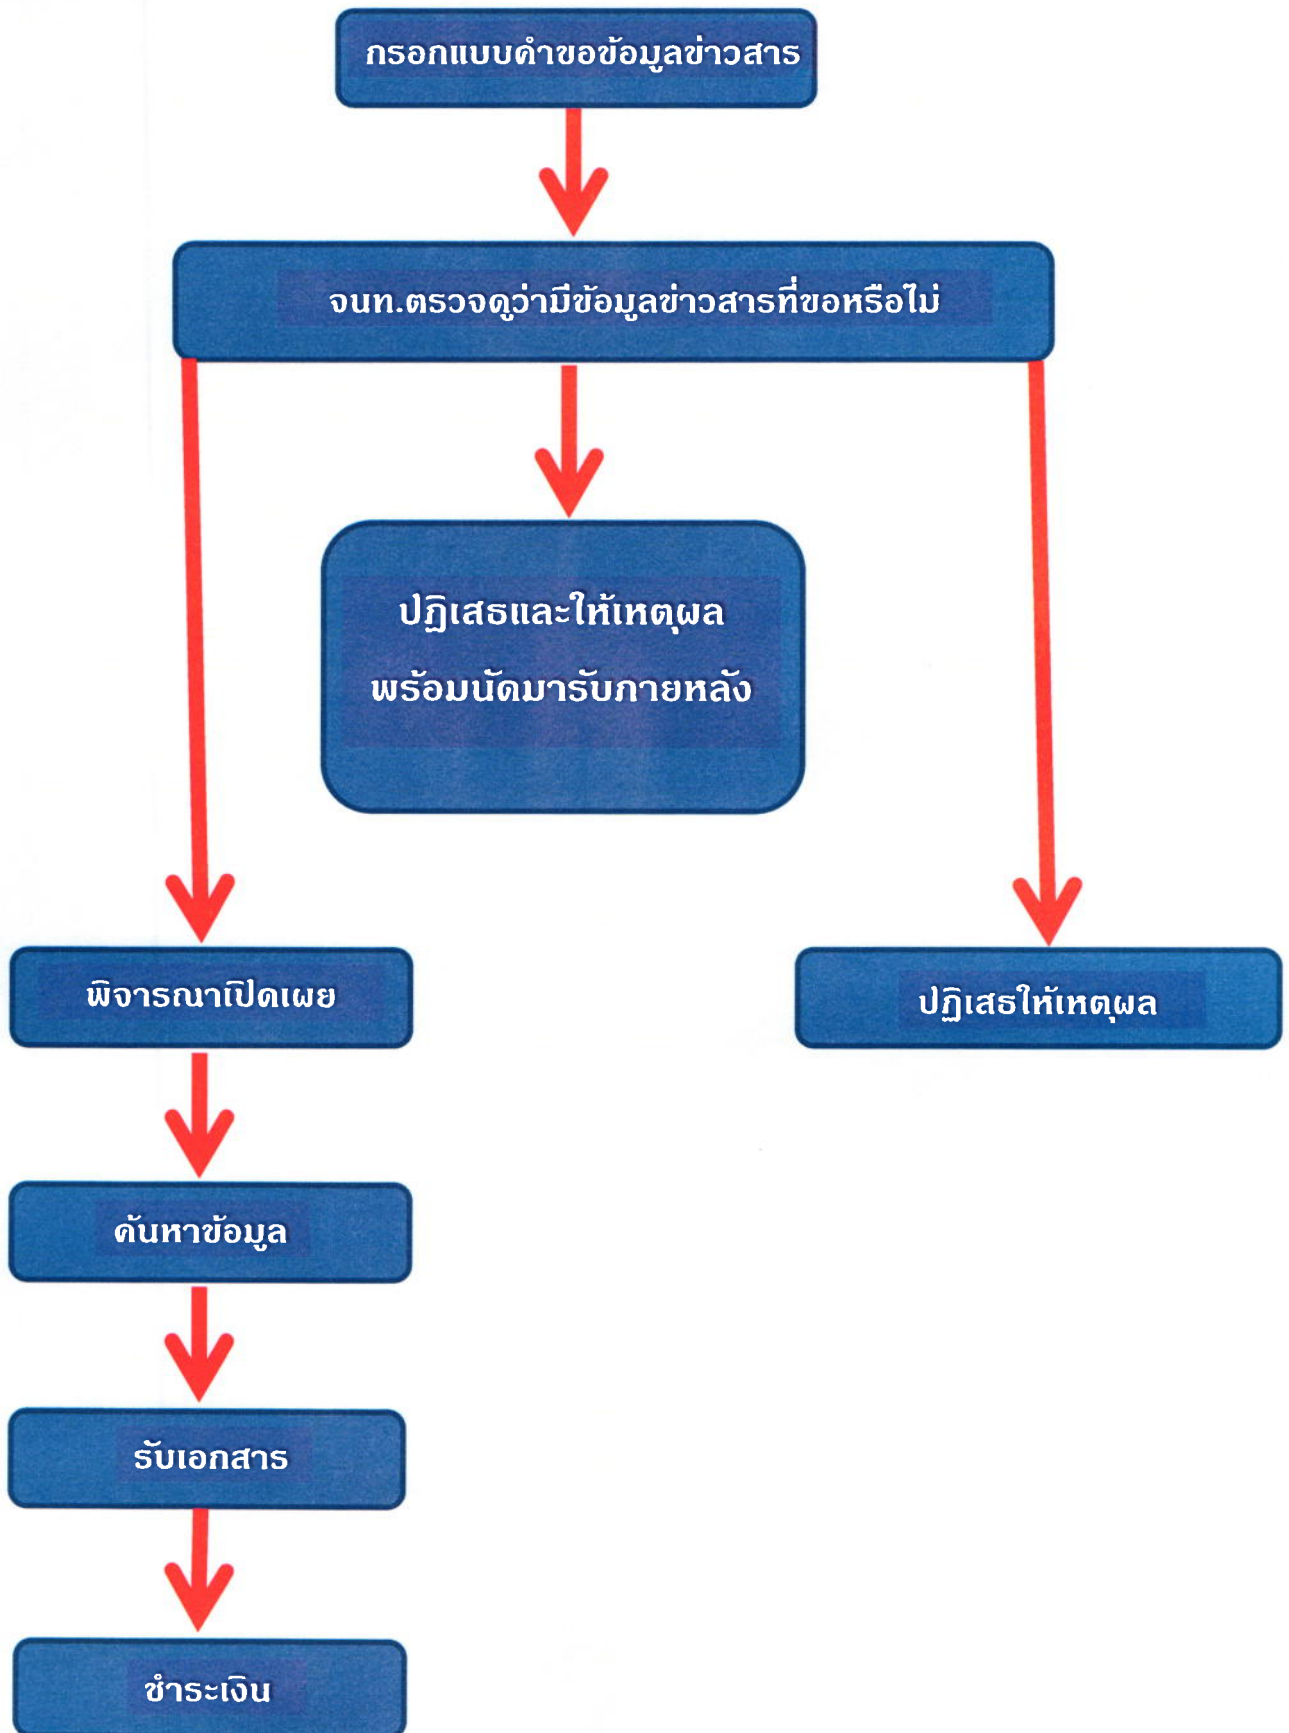 กรอกแบบคำขอข้อมูลข่าวสาร
จนท.ตรวจดูว่ามีข้อมูลข่าวสารที่ขอหรือไม่
ปฏิเสธและให้เหตุผล
พร้อมนัดมารับภายหลัง
พิจารณาเปิดเผย
ปฏิเสธให้เหตุผล
ค้นหาข้อมูล
รับเอกสาร
ชำระเงิน